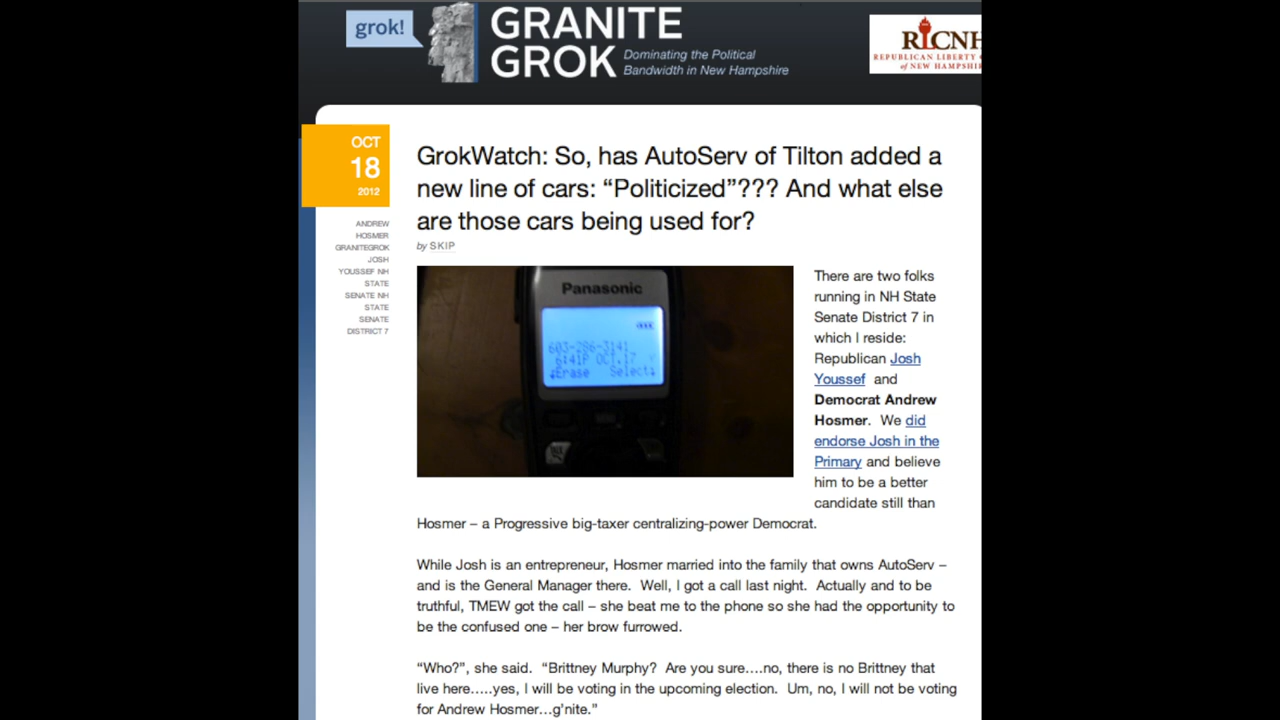 grok!
GRANITE
GROK
Dominating the Political
Bandwidth in New Hampshire
RLCNH
REPUBLICAN LIBERTY
of NEW HAMPSHI
OCT
18
2012
ANDREW
HOSMER
GRANITEGROK
JOSH
YOUSSEF NH
STATE
SENATE NH
STATE
SENATE
DISTRICT 7
GrokWatch: So, has AutoServ of Tilton added a
new line of cars: “Politicized”??? And what else
are those cars being used for?
by SKIP
Panasonic
603-286-3141
6:41P OCT.17
Erase Select
There are two folks
running in NH State
Senate District 7 in
which I reside:
Republican Josh
Youssef and
Democrat Andrew
Hosmer. We did
endorse Josh in the
Primary and believe
him to be a better
candidate still than
Hosmer – a Progressive big-taxer centralizing-power Democrat.
While Josh is an entrepreneur, Hosmer married into the family that owns AutoServ –
and is the General Manager there. Well, I got a call last night. Actually and to be
truthful, TMEW got the call – she beat me to the phone so she had the opportunity to
be the confused one – her brow furrowed.
“Who?”, she said. “Brittney Murphy? Are you sure....no, there is no Brittney that
live here.....yes, I will be voting in the upcoming election. Um, no, I will not be voting
for Andrew Hosmer...g’nite.”